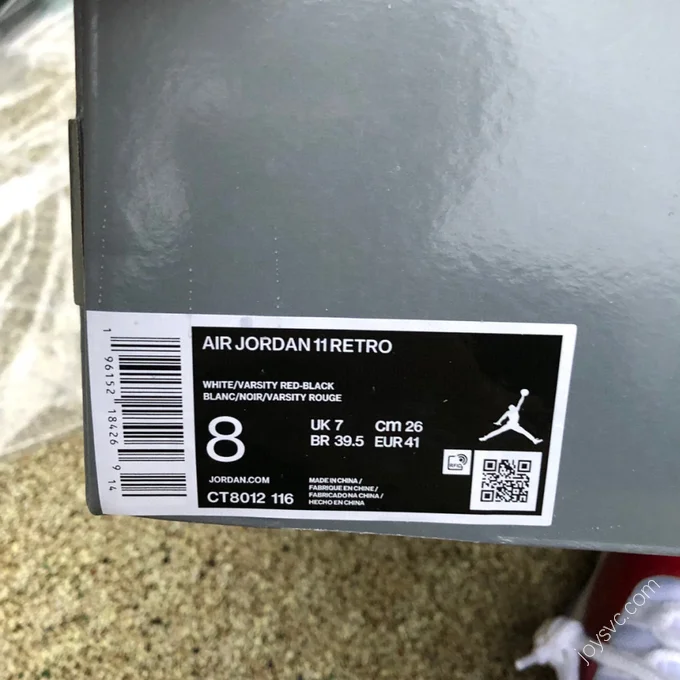 AIR JORDAN 11 RETRO
WHITE/VARSITY RED-BLACK
BLANC/NOIR/VARSITY ROUGE
8
UK 7 cm 26
BR 39.5 EUR 41
JORDAN.COM
CT8012 116
MADE IN CHINA /
FABRIQUE EN CHINE /
FABRICADO NA CHINA /
HECHO EN CHINA
RFID
1 96152 18426 9 14
joysvc.com